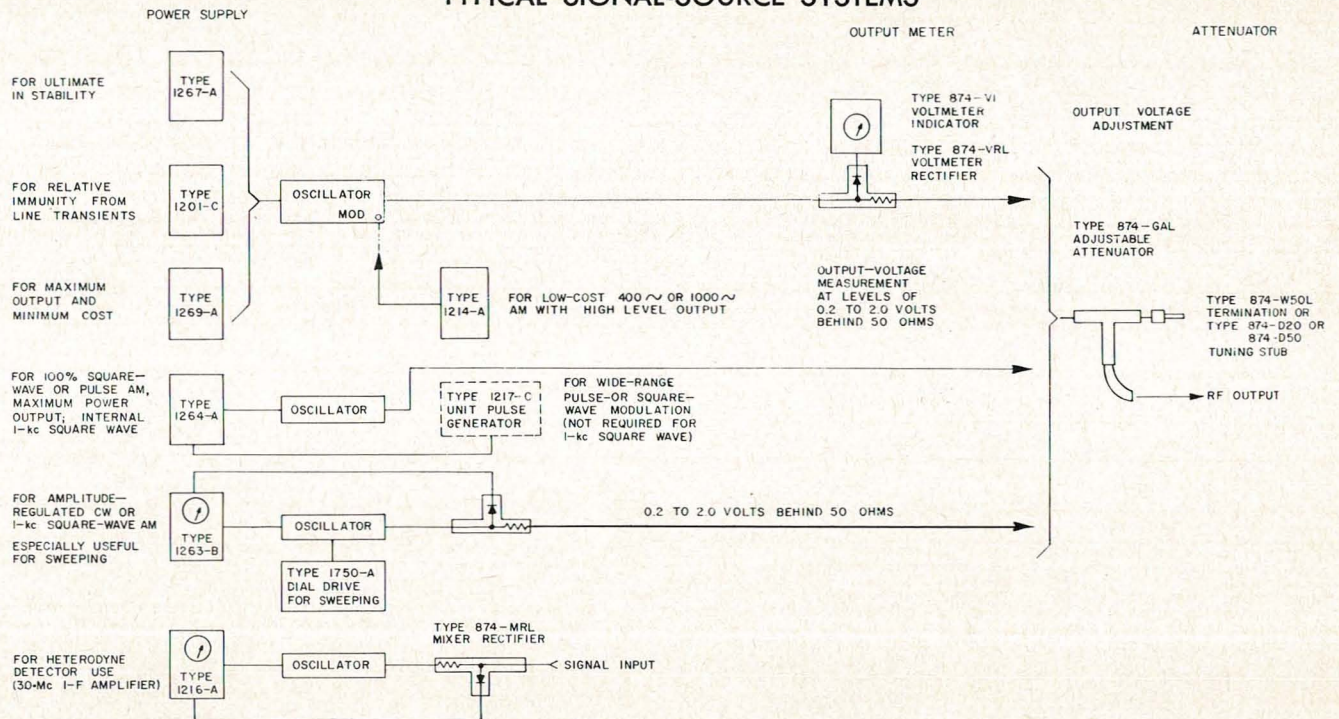 TYPICAL SIGNAL-SOURCE SYSTEMS
POWER SUPPLY
OUTPUT METER
ATTENUATOR
FOR ULTIMATE
IN STABILITY
TYPE
1267-A
FOR RELATIVE
IMMUNITY FROM
LINE TRANSIENTS
TYPE
1201-C
FOR MAXIMUM
OUTPUT AND
MINIMUM COST
TYPE
1269-A
OSCILLATOR
MOD
TYPE
1214-A
FOR LOW-COST 400~ OR 1000~
AM WITH HIGH LEVEL OUTPUT
TYPE 874-VI
VOLTMETER
INDICATOR
TYPE 874-VRL
VOLTMETER
RECTIFIER
OUTPUT-VOLTAGE
MEASUREMENT
AT LEVELS OF
0.2 TO 2.0 VOLTS
BEHIND 50 OHMS
OUTPUT VOLTAGE
ADJUSTMENT
TYPE 874-GAL
ADJUSTABLE
ATTENUATOR
TYPE 874-W50L
TERMINATION OR
TYPE 874-D20 OR
874-D50
TUNING STUB
RF OUTPUT
FOR 100% SQUARE-
WAVE OR PULSE AM,
MAXIMUM POWER
OUTPUT; INTERNAL
1-kc SQUARE WAVE
TYPE
1264-A
OSCILLATOR
TYPE 1217-C
UNIT PULSE
GENERATOR
FOR WIDE-RANGE
PULSE-OR SQUARE-
WAVE MODULATION
(NOT REQUIRED FOR
1-kc SQUARE WAVE)
FOR AMPLITUDE-
REGULATED CW OR
1-kc SQUARE-WAVE AM
ESPECIALLY USEFUL
FOR SWEEPING
TYPE
1263-B
OSCILLATOR
TYPE 1750-A
DIAL DRIVE
FOR SWEEPING
0.2 TO 2.0 VOLTS BEHIND 50 OHMS
FOR HETERODYNE
DETECTOR USE
(30-Mc I-F AMPLIFIER)
TYPE
1216-A
OSCILLATOR
TYPE 874-MRL
MIXER RECTIFIER
SIGNAL INPUT